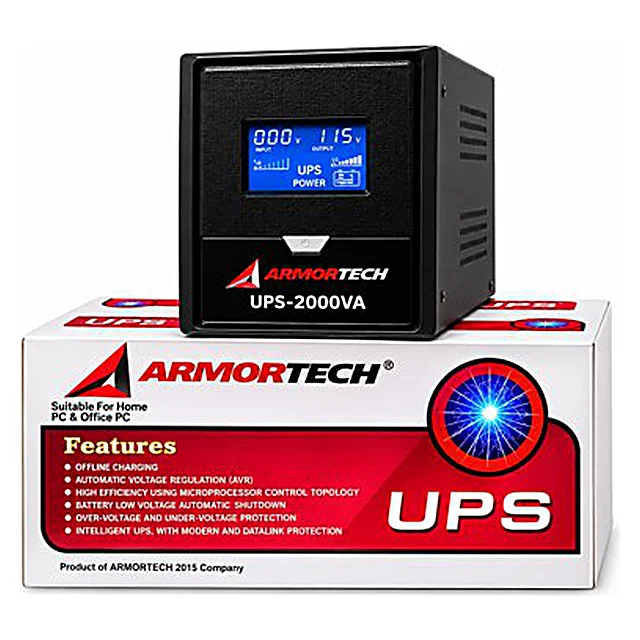 000 V 115 V
INPUT OUTPUT
UPS
POWER
ARMORTECH
UPS-2000VA
UPS UPS
ARMORTECH®
Suitable For Home
PC & Office PC
Features
• OFFLINE CHARGING
• AUTOMATIC VOLTAGE REGULATION (AVR)
• HIGH EFFICIENCY USING MICROPROCESSOR CONTROL TOPOLOGY
• BATTERY LOW VOLTAGE AUTOMATIC SHUTDOWN
• OVER-VOLTAGE AND UNDER-VOLTAGE PROTECTION
• INTELLIGENT UPS, WITH MODERN AND DATALINK PROTECTION
UPS
Product of ARMORTECH 2015 Company